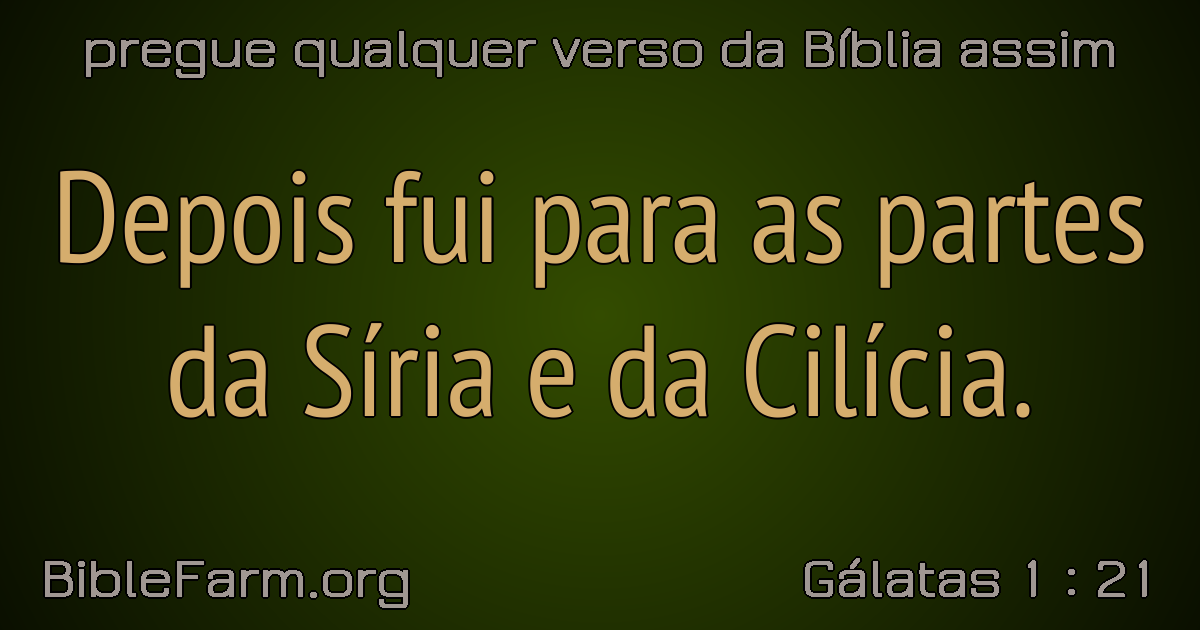 pregue qualquer verso da Bíblia assim
Depois fui para as partes
da Síria e da Cilícia.
BibleFarm.org
Gálatas 1 : 21